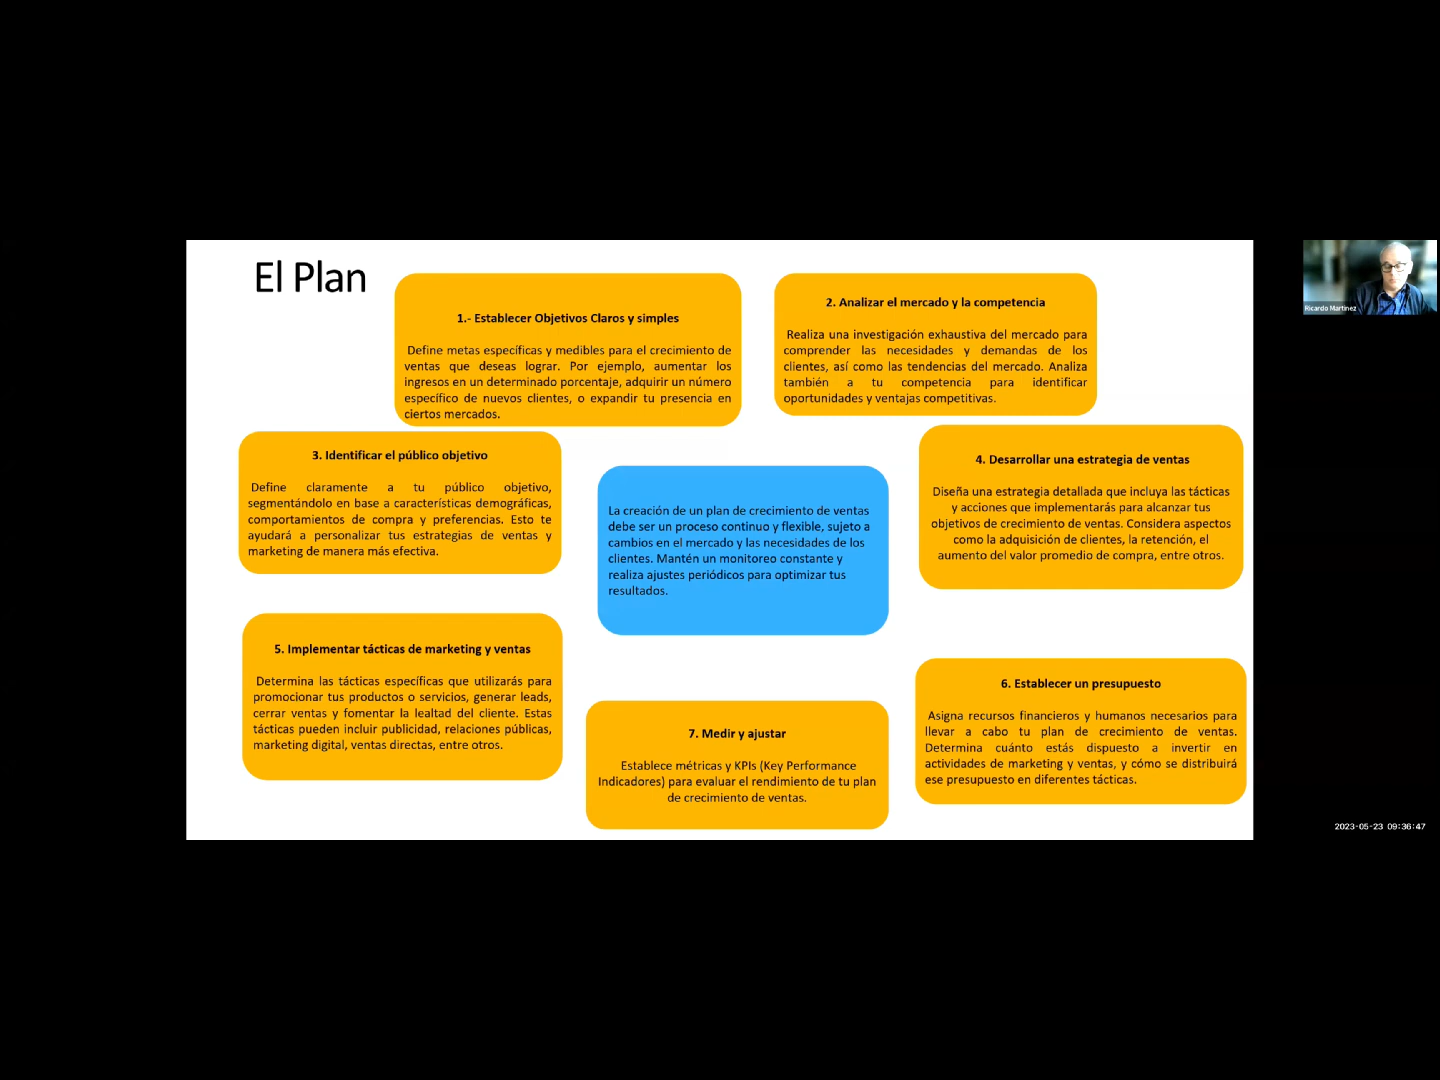 El Plan
1.- Establecer Objetivos Claros y simples
Define metas específicas y medibles para el crecimiento de
ventas que deseas lograr. Por ejemplo, aumentar los
ingresos en un determinado porcentaje, adquirir un número
específico de nuevos clientes, o expandir tu presencia en
ciertos mercados.
2. Analizar el mercado y la competencia
Realiza una investigación exhaustiva del mercado para
comprender las necesidades y demandas de los
clientes, así como las tendencias del mercado. Analiza
también a tu competencia para identificar
oportunidades y ventajas competitivas.
Ricardo Martinez
3. Identificar el público objetivo
Define claramente a tu público objetivo,
segmentándolo en base a características demográficas,
comportamientos de compra y preferencias. Esto te
ayudará a personalizar tus estrategias de ventas y
marketing de manera más efectiva.
La creación de un plan de crecimiento de ventas
debe ser un proceso continuo y flexible, sujeto a
cambios en el mercado y las necesidades de los
clientes. Mantén un monitoreo constante y
realiza ajustes periódicos para optimizar tus
resultados.
4. Desarrollar una estrategia de ventas
Diseña una estrategia detallada que incluya las tácticas
y acciones que implementarás para alcanzar tus
objetivos de crecimiento de ventas. Considera aspectos
como la adquisición de clientes, la retención, el
aumento del valor promedio de compra, entre otros.
5. Implementar tácticas de marketing y ventas
Determina las tácticas específicas que utilizarás para
promocionar tus productos o servicios, generar leads,
cerrar ventas y fomentar la lealtad del cliente. Estas
tácticas pueden incluir publicidad, relaciones públicas,
marketing digital, ventas directas, entre otros.
6. Establecer un presupuesto
Asigna recursos financieros y humanos necesarios para
llevar a cabo tu plan de crecimiento de ventas.
Determina cuánto estás dispuesto a invertir en
actividades de marketing y ventas, y cómo se distribuirá
ese presupuesto en diferentes tácticas.
7. Medir y ajustar
Establece métricas y KPIs (Key Performance
Indicadores) para evaluar el rendimiento de tu plan
de crecimiento de ventas.
2023-05-23 09:36:47